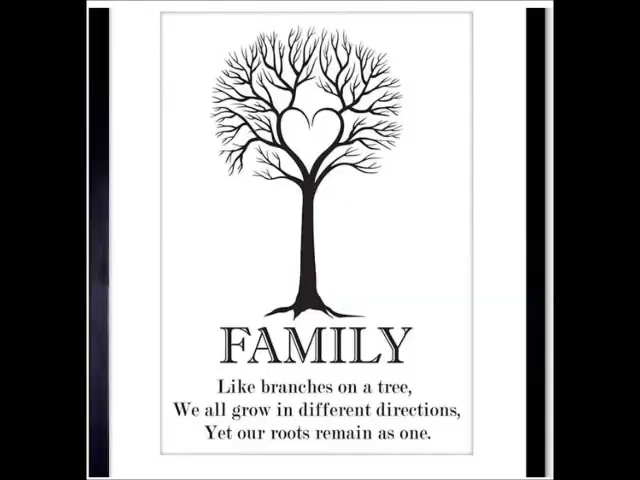 FAMILY
Like branches on a tree,
We all grow in different directions,
Yet our roots remain as one.